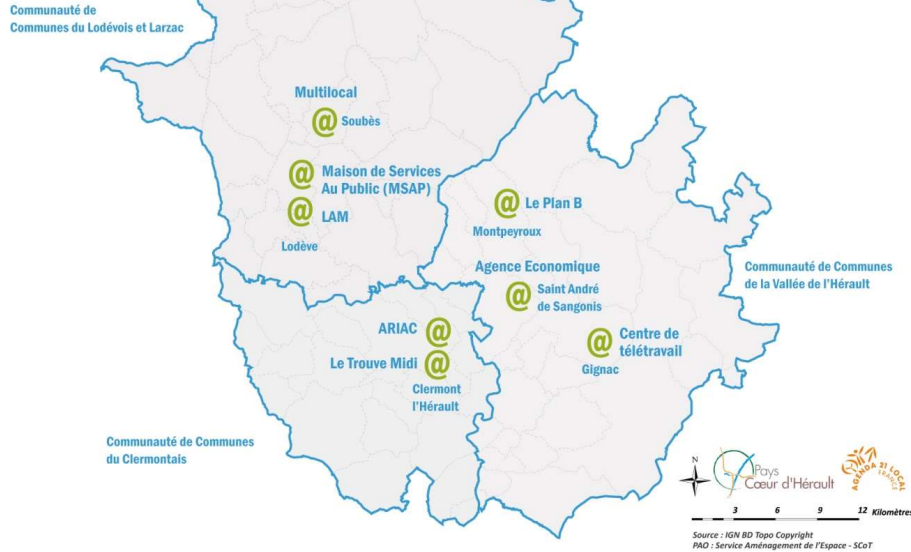 Communauté de
Communes du Lodévois et Larzac
Multilocal
@ Soubès
@ Maison de Services
Au Public (MSAP)
@ LAM
Lodève
@ Le Plan B
Montpeyroux
Agence Economique
@ Saint André
de Sangonis
Communauté de Communes
de la Vallée de l'Hérault
ARIAC @
@ Centre de
télétravail
Gignac
Le Trouve Midi @
Clermont
l'Hérault
Communauté de Communes
du Clermontais
N
Pays
Cœur d'Hérault
AGENDA 21 LOCAL
FRANCE
3 6 9 12 Kilomètres
Source : IGN BD Topo Copyright
PAO : Service Aménagement de l'Espace - SCoT